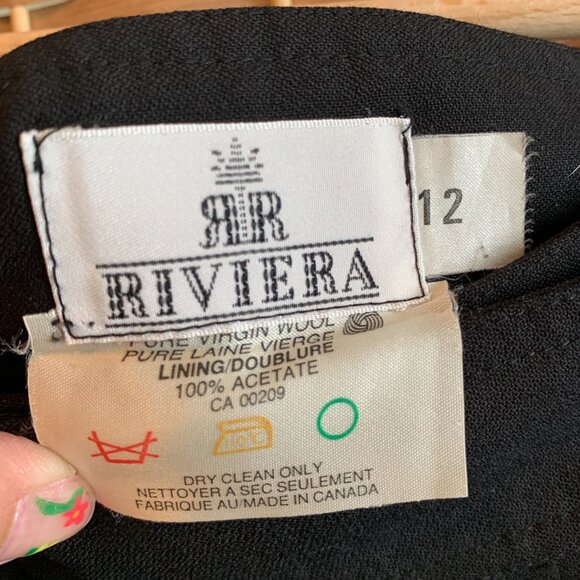 RR
RIVIERA
12
PURE VIRGIN WOOL
PURE LAINE VIERGE
LINING/DOUBLURE
100% ACETATE
CA 00209
DRY CLEAN ONLY
NETTOYER A SEC SEULEMENT
FABRIQUE AU/MADE IN CANADA